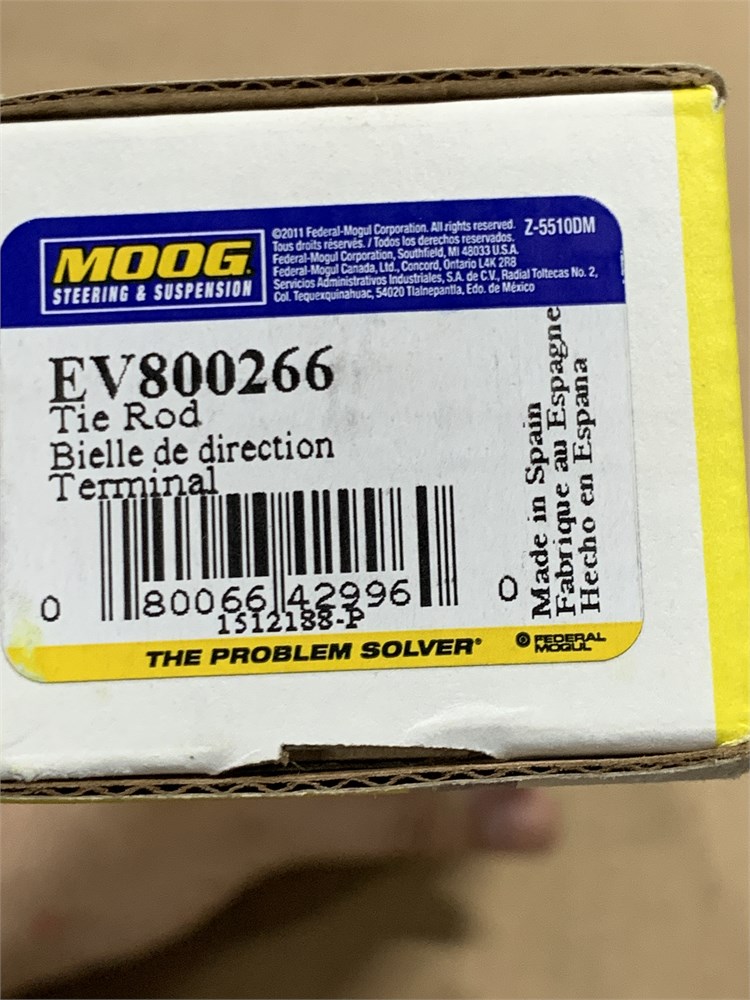 MOOG
STEERING & SUSPENSION
©2011 Federal-Mogul Corporation. All rights reserved.
Tous droits réservés. / Todos los derechos reservados.
Federal-Mogul Corporation, Southfield, MI 48033 U.S.A.
Federal-Mogul Canada, Ltd., Concord, Ontario L4K 2R8
Servicios Administrativos Industriales, S.A. de C.V., Radial Toltecas No. 2,
Col. Tequexquinahuac, 54020 Tlalnepantla, Edo. de México
Z-5510DM
EV800266
Tie Rod
Bielle de direction
Terminal
0 80066 42996 0
1512188-P
Made in Spain
Fabrique au Espagne
Hecho en Espana
THE PROBLEM SOLVER®
FEDERAL
MOGUL